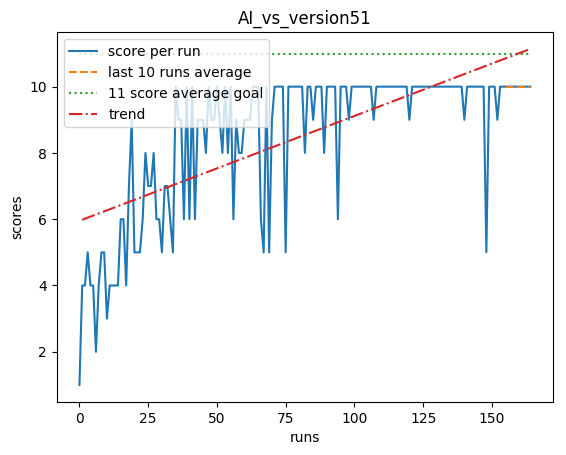 AI_vs_version51
score per run
last 10 runs average
11 score average goal
trend
scores
10
8
6
4
2
0 25 50 75 100 125 150
runs